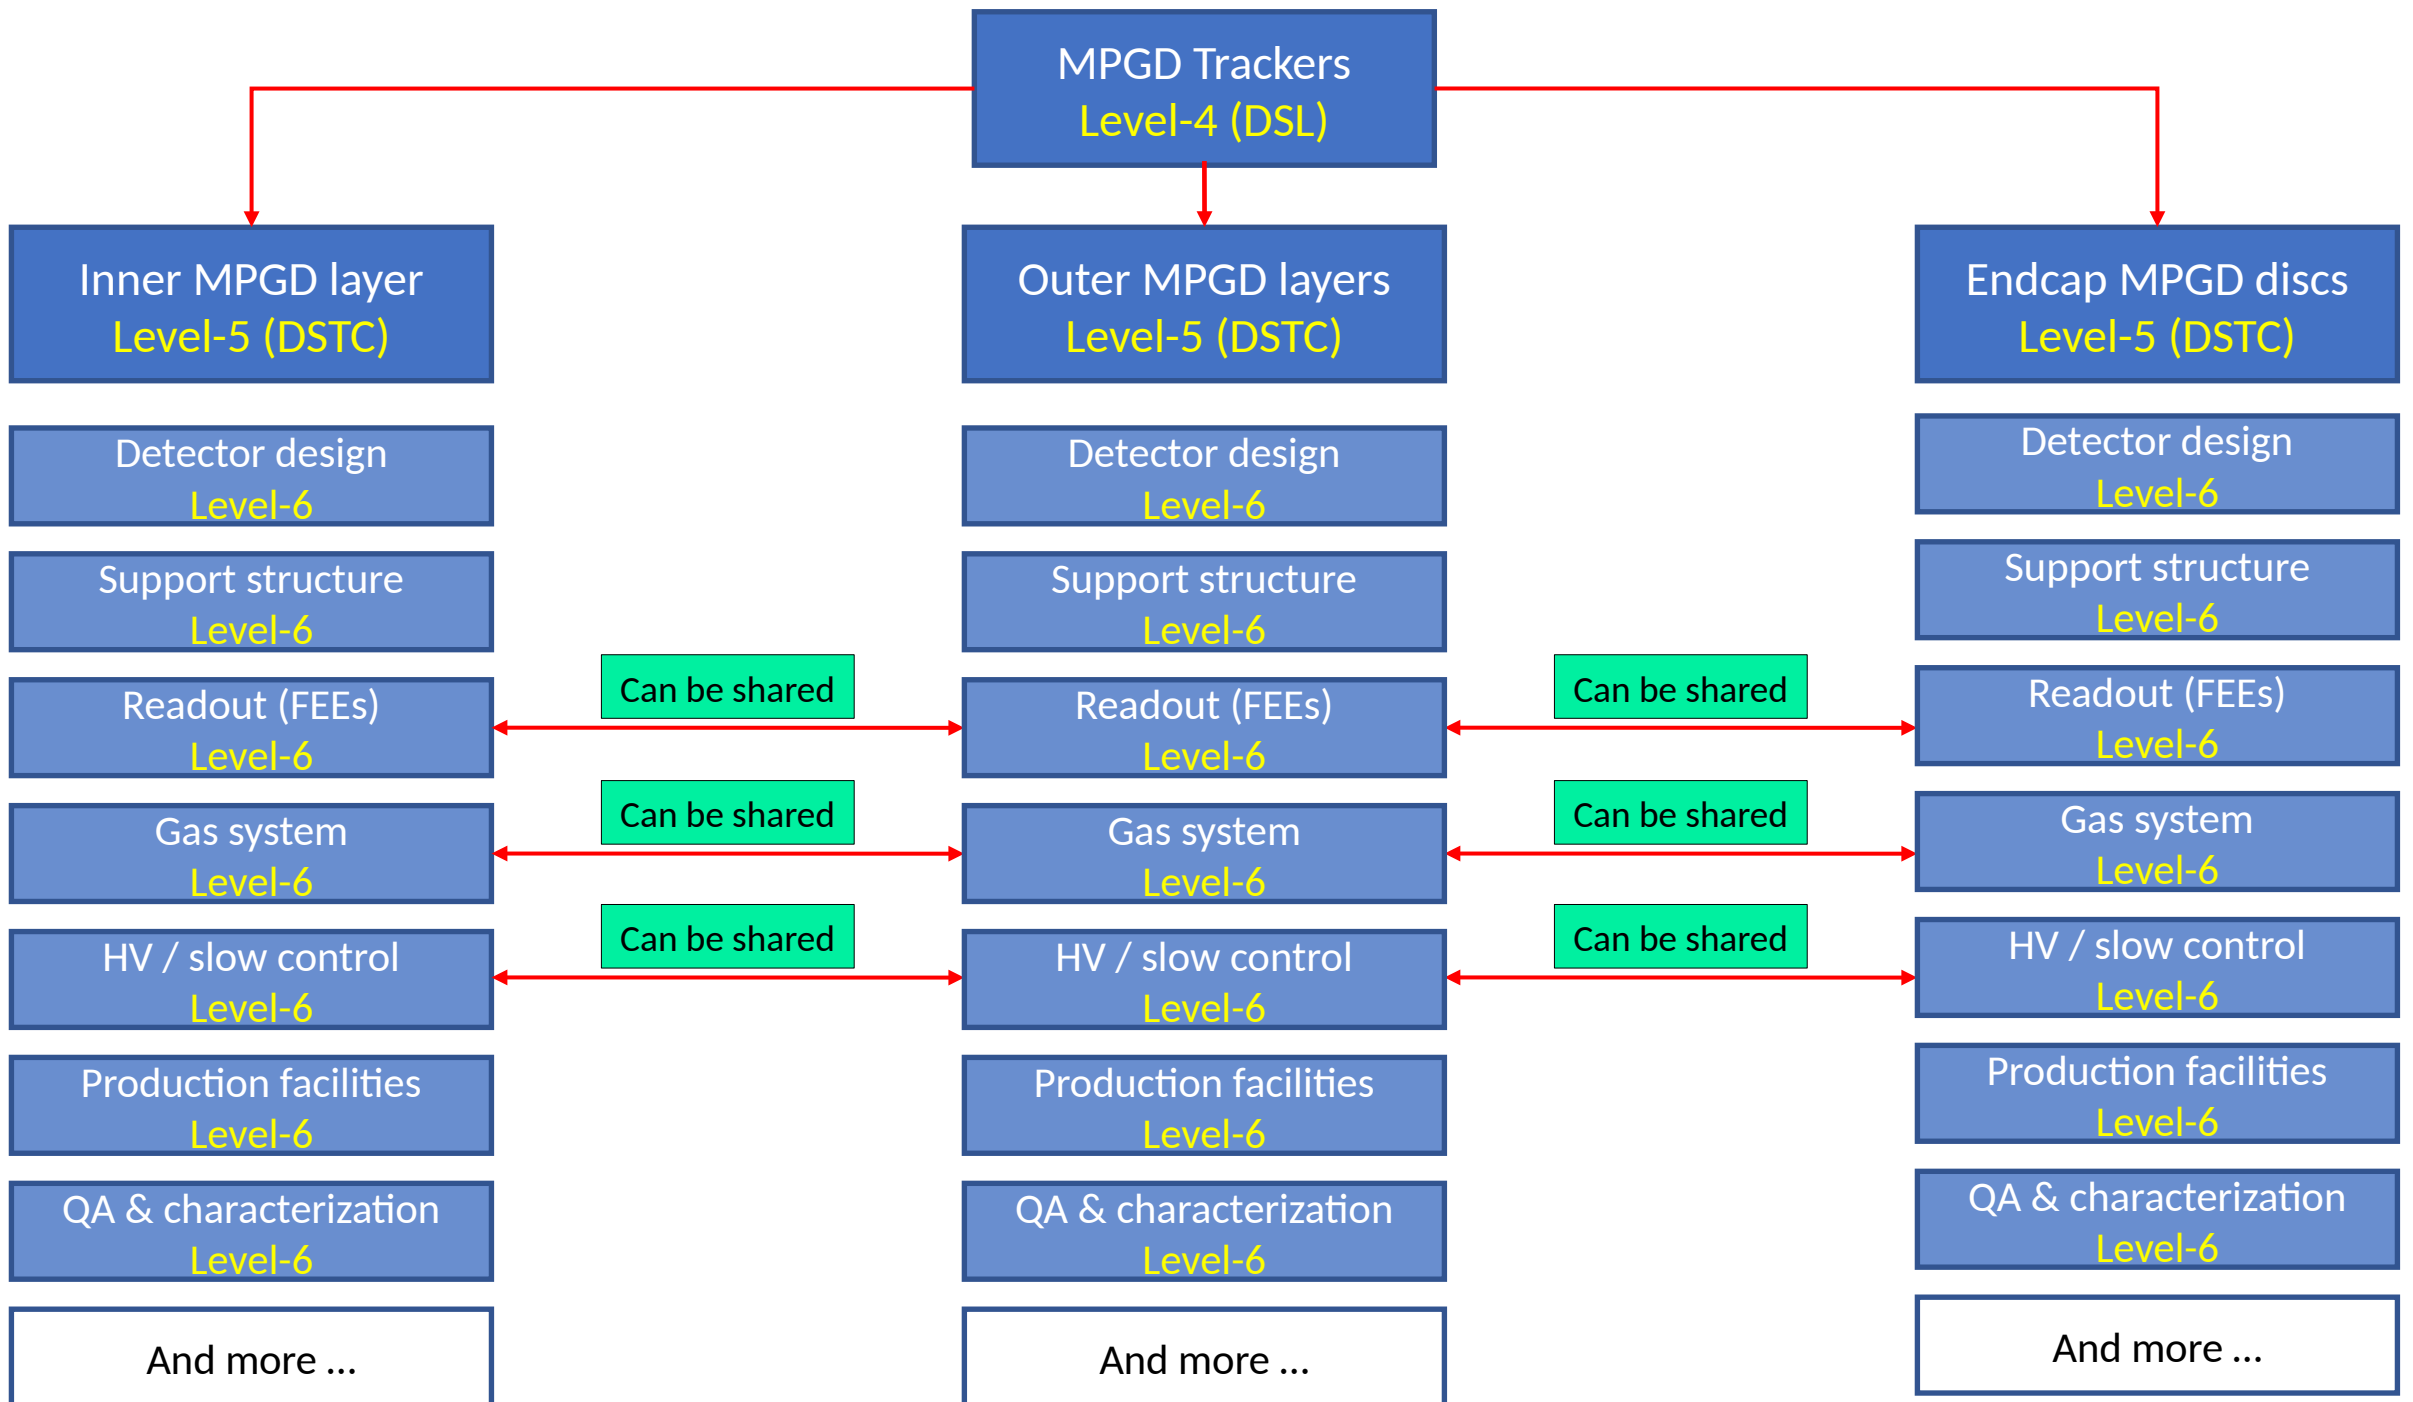 MPGD Trackers
Level-4 (DSL)
Inner MPGD layer
Level-5 (DSTC)
Outer MPGD layers
Level-5 (DSTC)
Endcap MPGD discs
Level-5 (DSTC)
Detector design
Level-6
Detector design
Level-6
Detector design
Level-6
Support structure
Level-6
Support structure
Level-6
Support structure
Level-6
Readout (FEEs)
Level-6
Can be shared
Readout (FEEs)
Level-6
Can be shared
Readout (FEEs)
Level-6
Gas system
Level-6
Can be shared
Gas system
Level-6
Can be shared
Gas system
Level-6
HV / slow control
Level-6
Can be shared
HV / slow control
Level-6
Can be shared
HV / slow control
Level-6
Production facilities
Level-6
Production facilities
Level-6
Production facilities
Level-6
QA & characterization
Level-6
QA & characterization
Level-6
QA & characterization
Level-6
And more ...
And more ...
And more ...